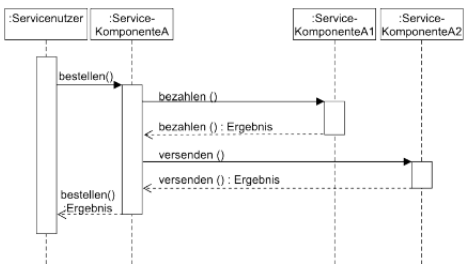 :Servicenutzer
:Service-
KomponenteA
:Service-
KomponenteA1
:Service-
KomponenteA2
bestellen()
bezahlen ()
bezahlen () : Ergebnis
versenden ()
versenden () : Ergebnis
bestellen()
:Ergebnis